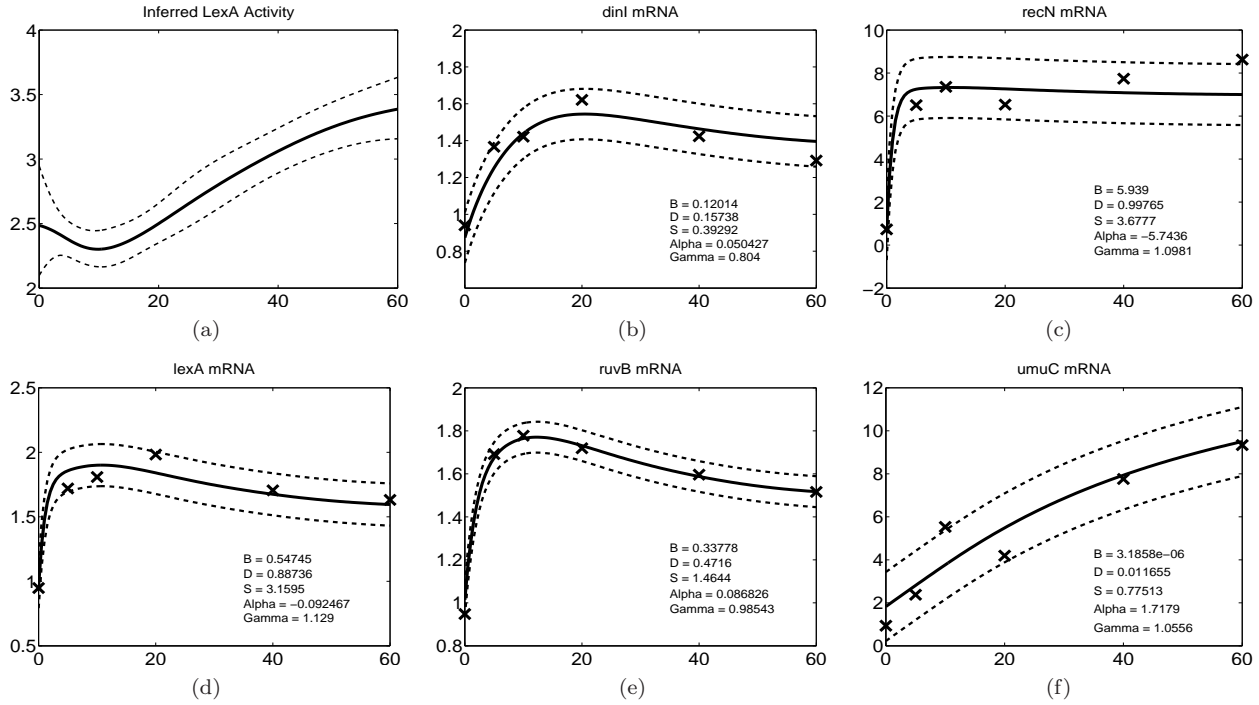 Inferred LexA Activity
4
3.5
3
2.5
2
0 20 40 60
(a)
dinI mRNA
2
1.8
1.6
1.4
1.2
1
0.8
B = 0.12014
D = 0.15738
S = 0.39292
Alpha = 0.050427
Gamma = 0.804
0 20 40 60
(b)
recN mRNA
10
8
6
4
2
0
−2
B = 5.939
D = 0.99765
S = 3.6777
Alpha = −5.7436
Gamma = 1.0981
0 20 40 60
(c)
lexA mRNA
2.5
2
1.5
1
0.5
B = 0.54745
D = 0.88736
S = 3.1595
Alpha = −0.092467
Gamma = 1.129
0 20 40 60
(d)
ruvB mRNA
2
1.8
1.6
1.4
1.2
1
0.8
B = 0.33778
D = 0.4716
S = 1.4644
Alpha = 0.086826
Gamma = 0.98543
0 20 40 60
(e)
umuC mRNA
12
10
8
6
4
2
0
B = 3.1858e−06
D = 0.011655
S = 0.77513
Alpha = 1.7179
Gamma = 1.0556
0 20 40 60
(f)